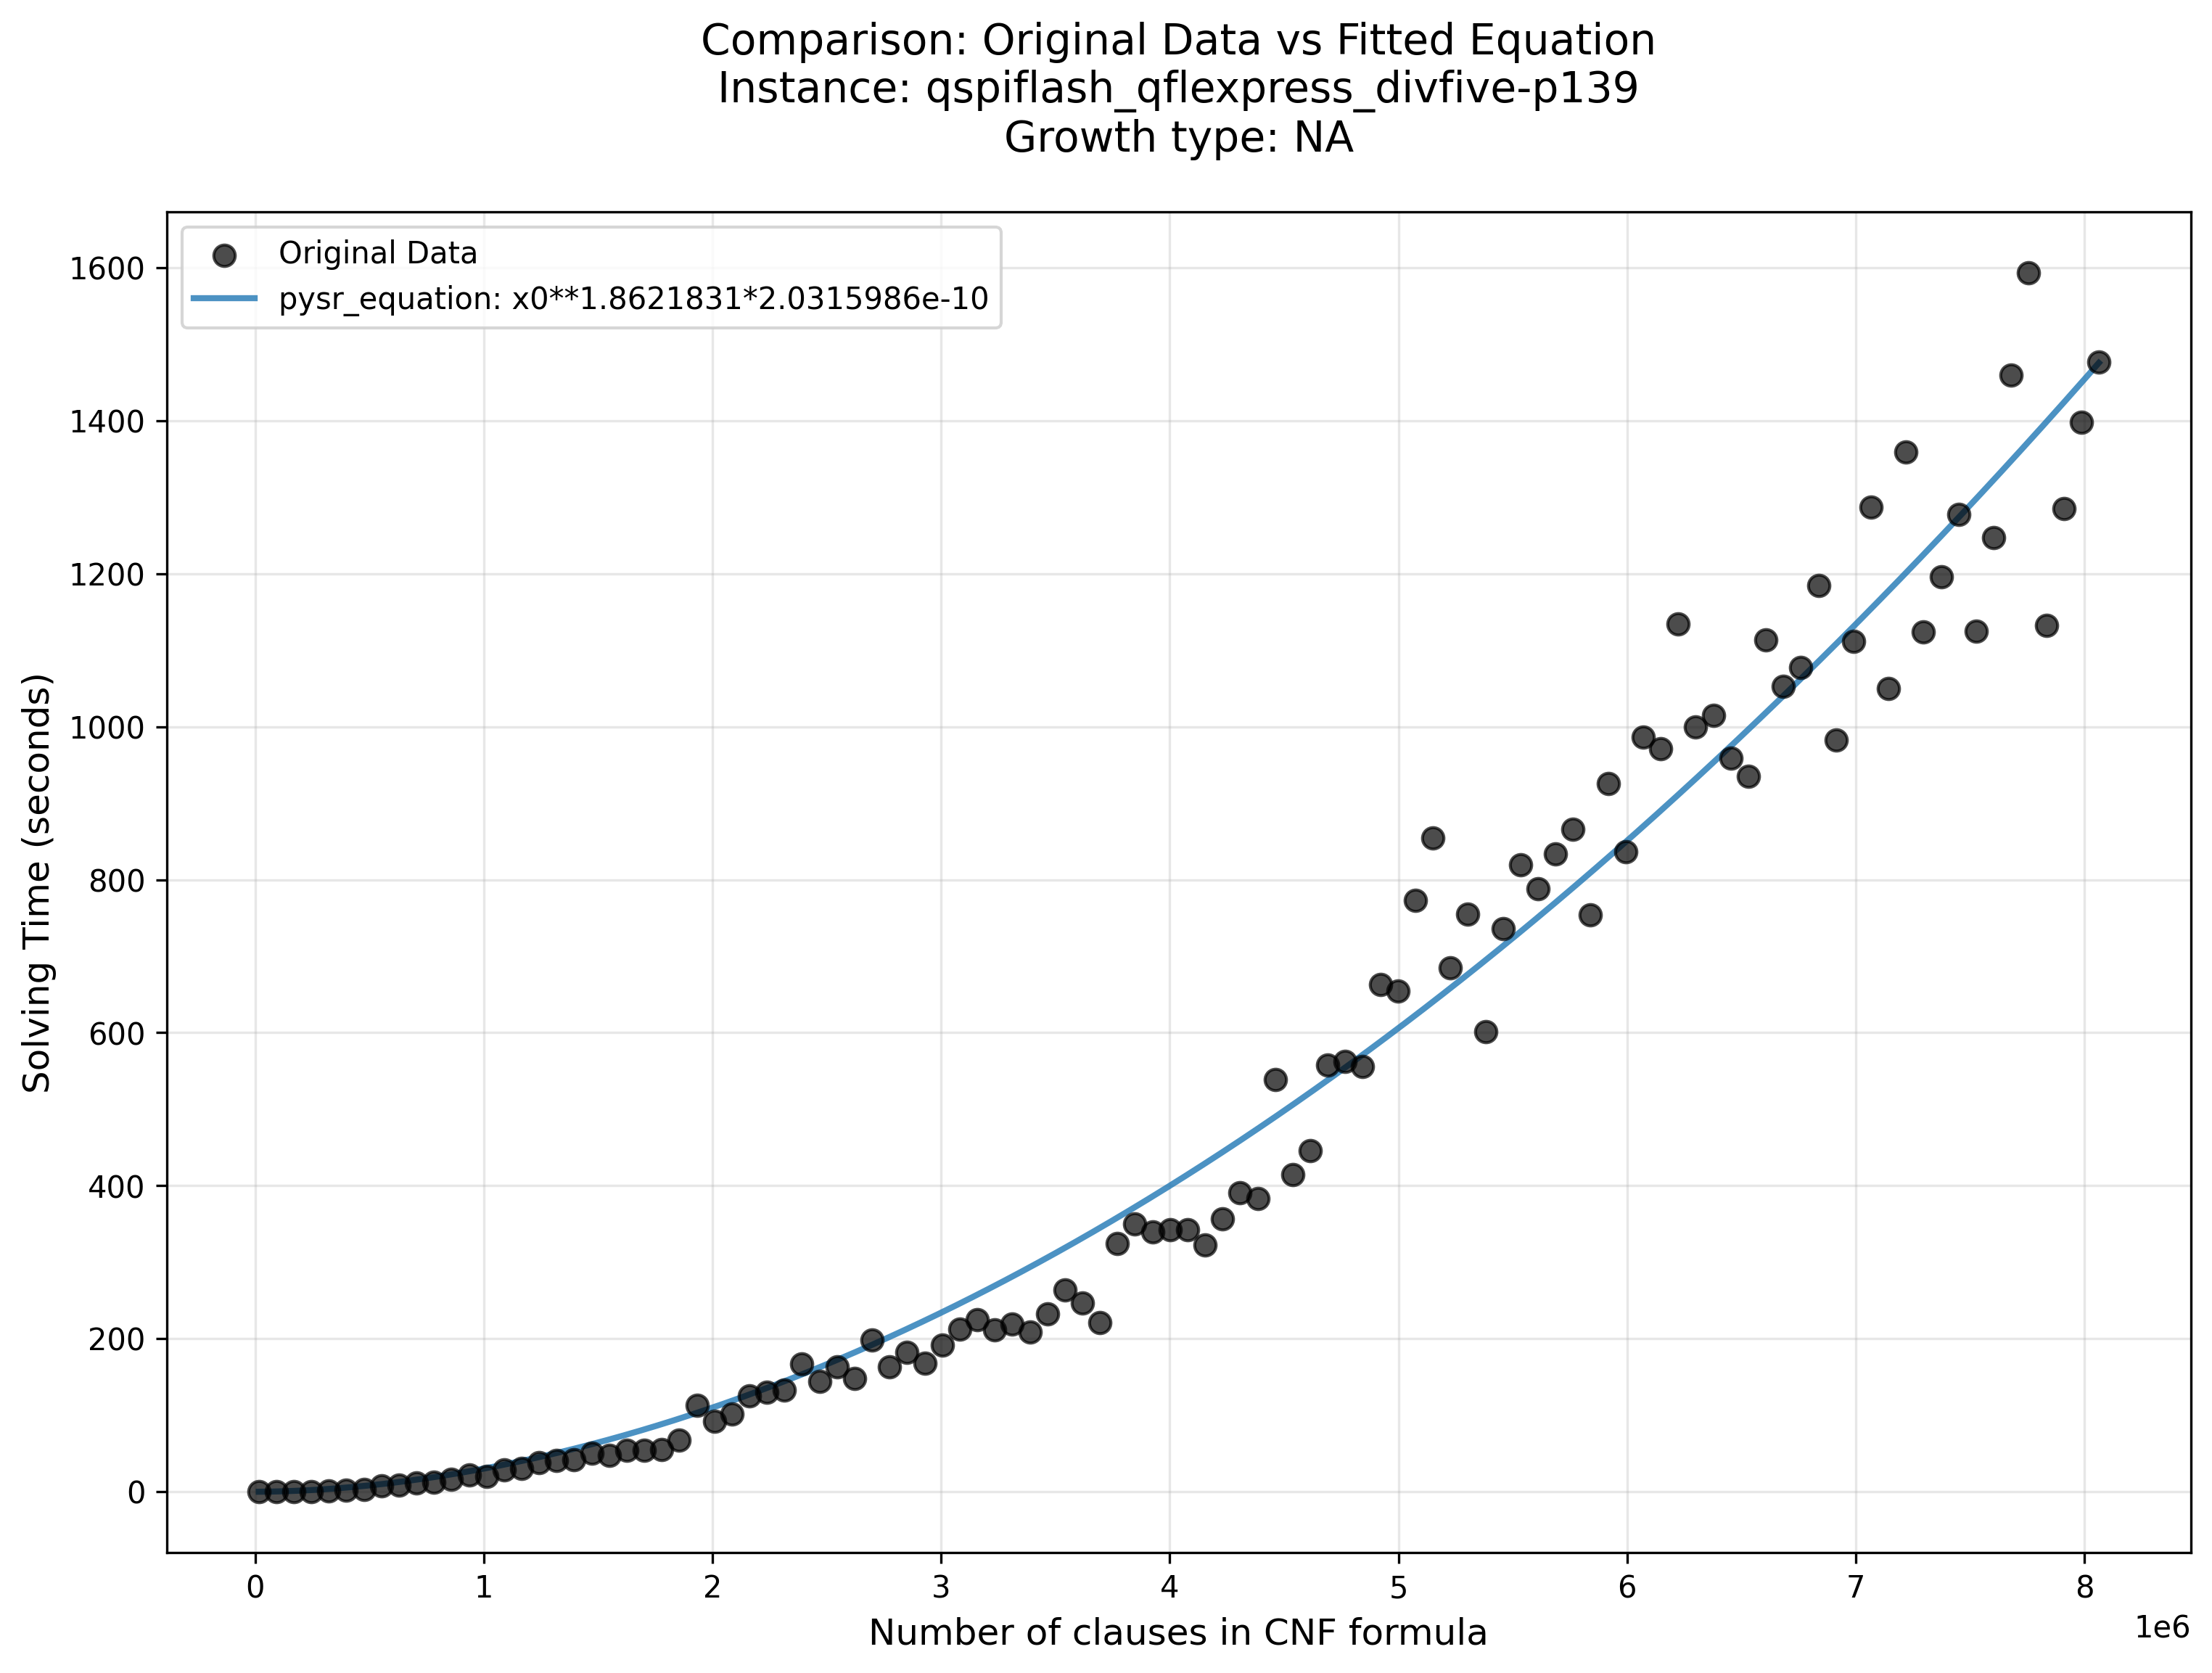 Comparison: Original Data vs Fitted Equation
Instance: qspiflash_qflexpress_divfive-p139
Growth type: NA
Original Data
pysr_equation: x0**1.8621831*2.0315986e-10
1600
1400
1200
1000
800
600
400
200
0
Solving Time (seconds)
0 1 2 3 4 5 6 7 8
1e6
Number of clauses in CNF formula